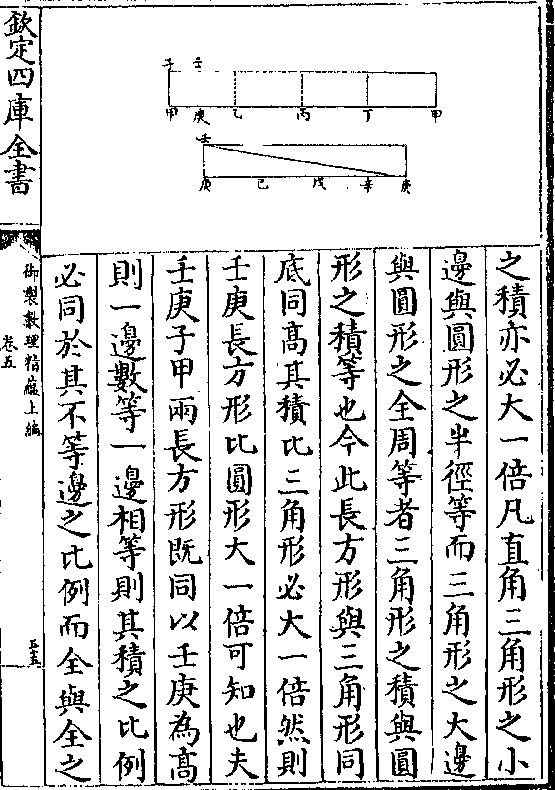 之積亦必大一倍凡直角三角形之小
邊與圓形之半徑等而三角形之大邊
與圓形之全周等者三角形之積與圓
形之積等也今此長方形與三角形同
底同高其積比三角形必大一倍然則
壬庚長方形比圓形大一倍可知也夫
壬庚子甲兩長方形既同以壬庚為高
則一邊數等一邊相等則其積之比例
必同於其不等邊之比例而全與全之
子 壬
甲 庚 乙 丙 丁 甲
壬
庚 已 戊 辛 庚
欽定四庫全書
御製數理精蘊上編
卷五